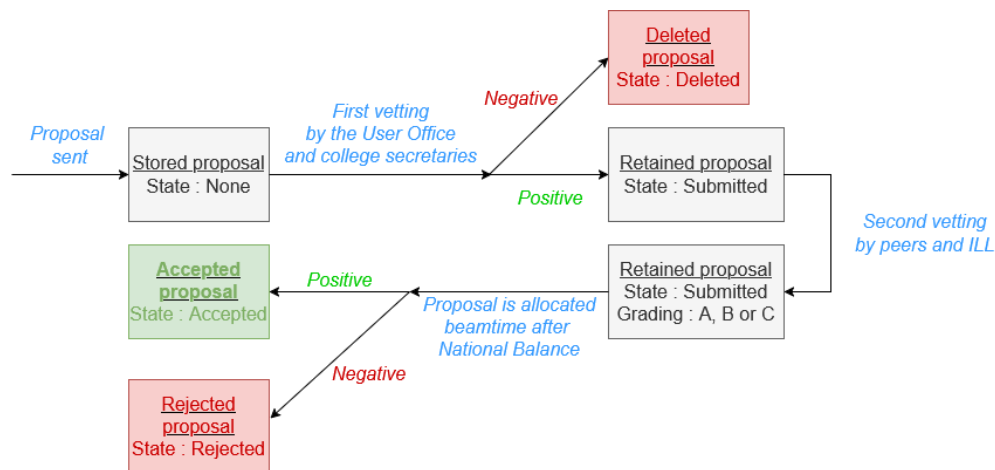 Proposal
sent
Stored proposal
State : None
First vetting
by the User Office
and college secretaries
Negative
Deleted
proposal
State : Deleted
Positive
Retained proposal
State : Submitted
Second vetting
by peers and ILL
Retained proposal
State : Submitted
Grading : A, B or C
Proposal is allocated
beamtime after
National Balance
Positive
Accepted
proposal
State : Accepted
Negative
Rejected
proposal
State : Rejected